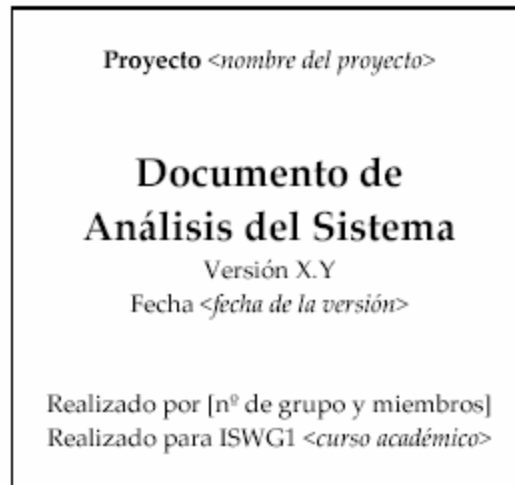 Proyecto <nombre del proyecto>
Documento de
Análisis del Sistema
Versión X.Y
Fecha <fecha de la versión>
Realizado por [nº de grupo y miembros]
Realizado para ISWG1 <curso académico>